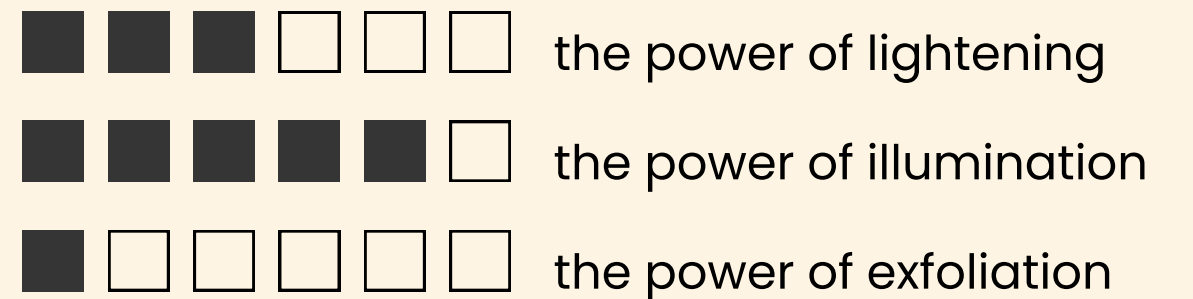 the power of lightening
the power of illumination
the power of exfoliation